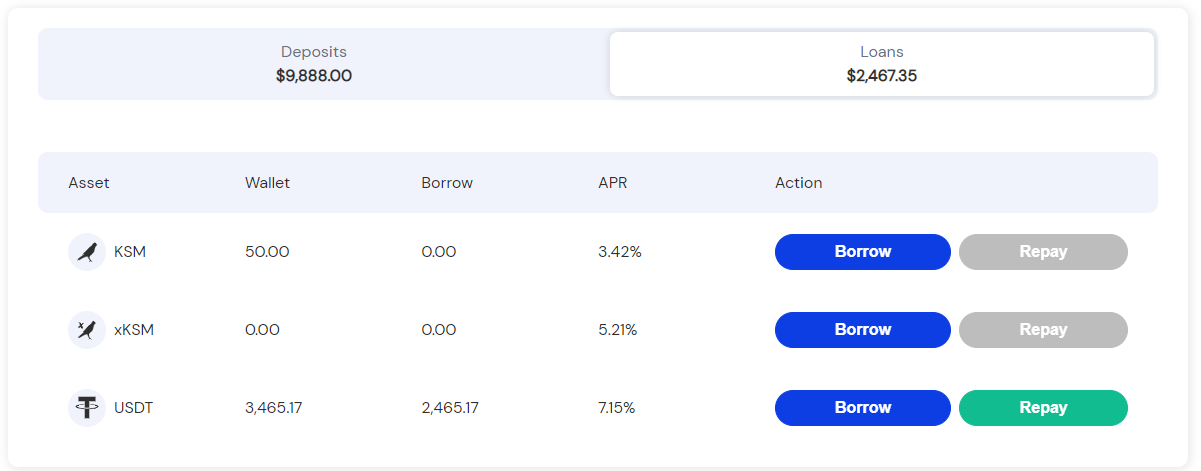 Deposits Loans
$9,888.00 $2,467.35
Asset Wallet Borrow APR Action
KSM 50.00 0.00 3.42% Borrow Repay
xKSM 0.00 0.00 5.21% Borrow Repay
USDT 3,465.17 2,465.17 7.15% Borrow Repay